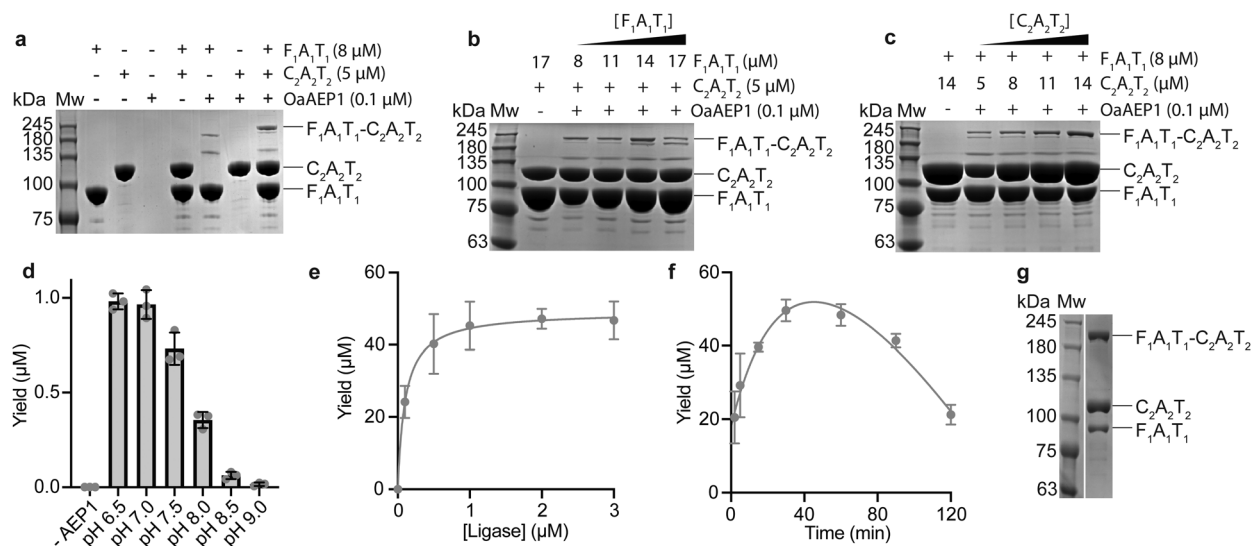 a
+ - - + + - + F₁A₁T₁ (8 µM)
- + - + - + + C₂A₂T₂ (5 µM)
- - + - + + + OaAEP1 (0.1 µM)
kDa Mw
245
180
135
100
75
F₁A₁T₁-C₂A₂T₂
C₂A₂T₂
F₁A₁T₁
b
[F₁A₁T₁]
17 8 11 14 17 F₁A₁T₁ (µM)
+ + + + + C₂A₂T₂ (5 µM)
- + + + + OaAEP1 (0.1 µM)
kDa Mw
245
180
135
100
75
63
F₁A₁T₁-C₂A₂T₂
C₂A₂T₂
F₁A₁T₁
c
[C₂A₂T₂]
+ + + + + F₁A₁T₁ (8 µM)
14 5 8 11 14 C₂A₂T₂ (µM)
- + + + + OaAEP1 (0.1 µM)
kDa Mw
245
180
135
100
75
63
F₁A₁T₁-C₂A₂T₂
C₂A₂T₂
F₁A₁T₁
d
Yield (µM)
1.0
0.5
0.0
- AEP1
pH 6.5
pH 7.0
pH 7.5
pH 8.0
pH 8.5
pH 9.0
e
Yield (µM)
60
40
20
0
0 1 2 3
[Ligase] (µM)
f
Yield (µM)
60
40
20
0
0 40 80 120
Time (min)
g
kDa Mw
245
180
135
100
75
63
F₁A₁T₁-C₂A₂T₂
C₂A₂T₂
F₁A₁T₁